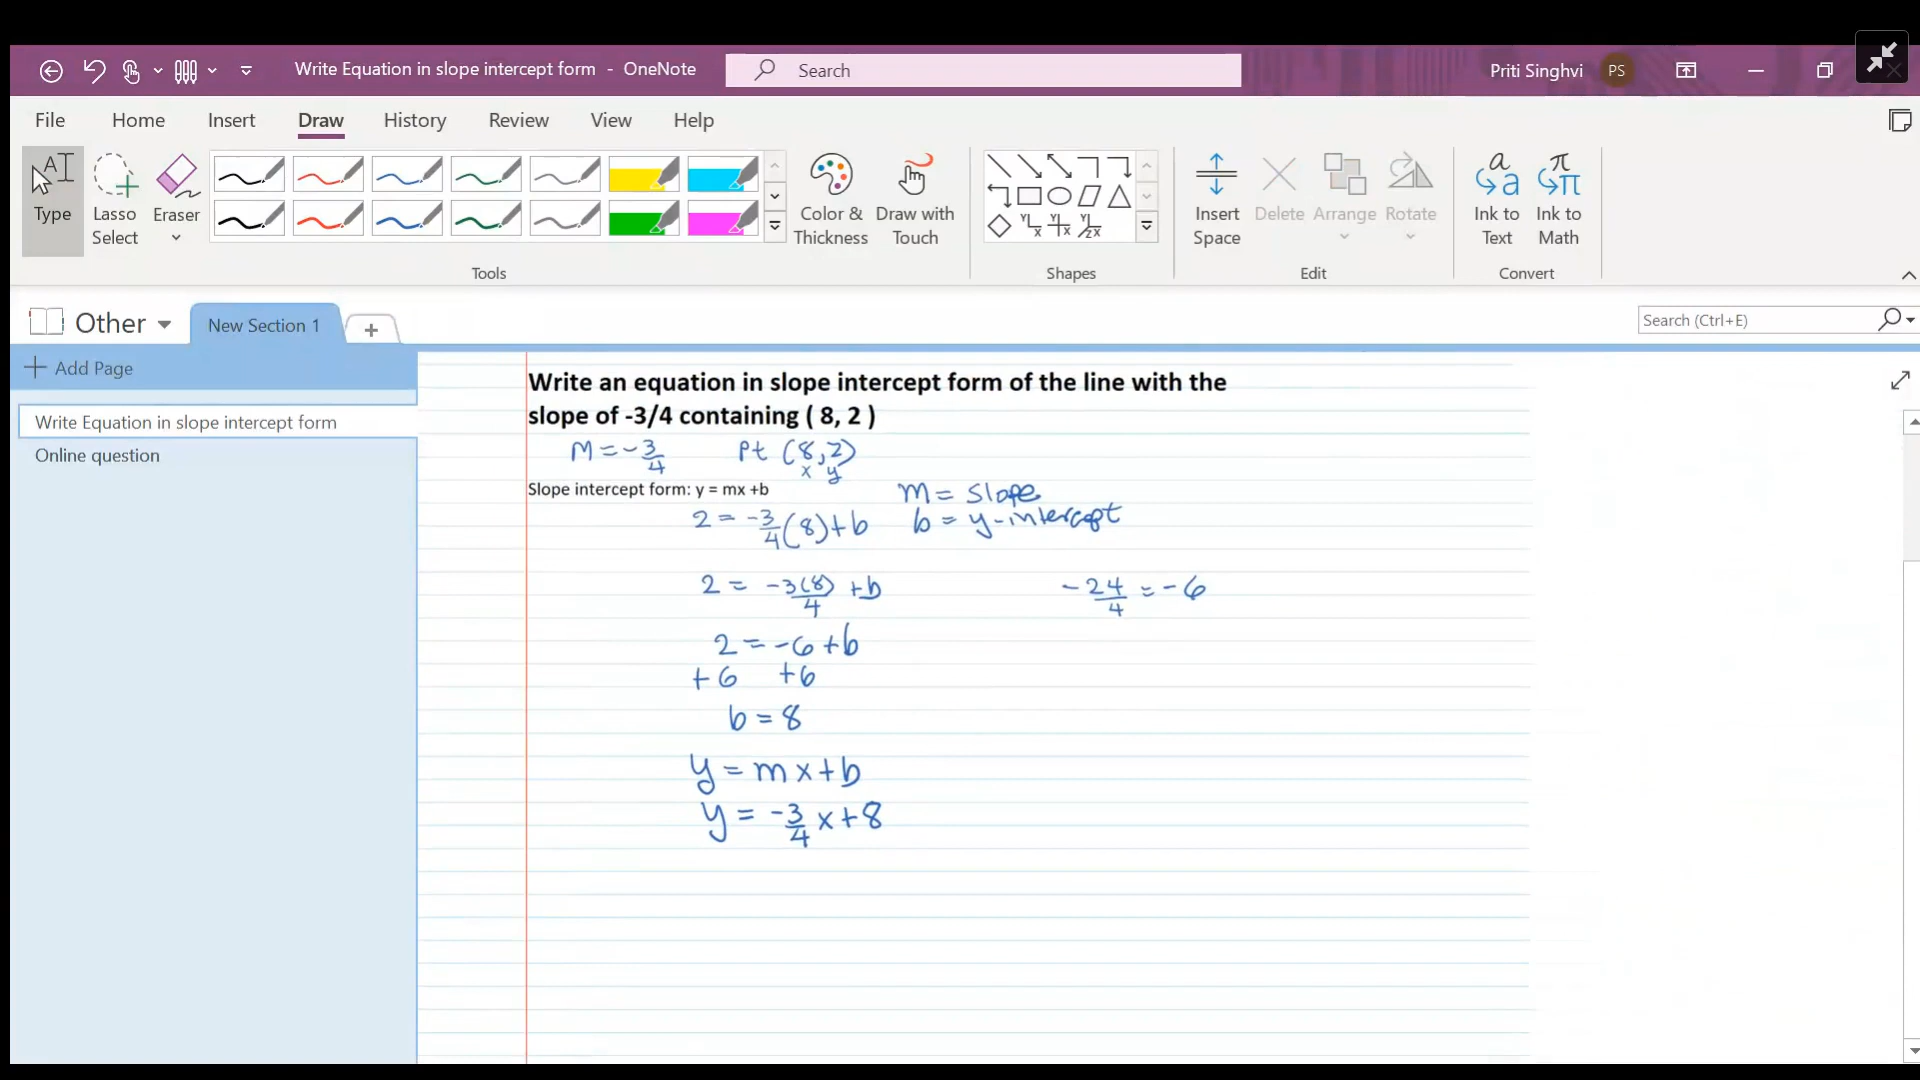 Write Equation in slope intercept form - OneNote
Search
Priti Singhvi PS
File Home Insert Draw History Review View Help
Type
Lasso Select
Eraser
Color & Thickness
Draw with Touch
Insert Space
Delete
Arrange
Rotate
Ink to Text
Ink to Math
Tools
Shapes
Edit
Convert
Other
New Section 1
Search (Ctrl+E)
Add Page
Write Equation in slope intercept form
Online question
Write an equation in slope intercept form of the line with the
slope of -3/4 containing ( 8, 2 )
m = -3/4 Pt (8,2)
x y
Slope intercept form: y = mx +b
m = slope
2 = -3/4 (8) + b
b = y-intercept
2 = -3(8)/4 + b
-24/4 = -6
2 = -6 + b
+6 +6
b = 8
y = mx + b
y = -3/4 x + 8